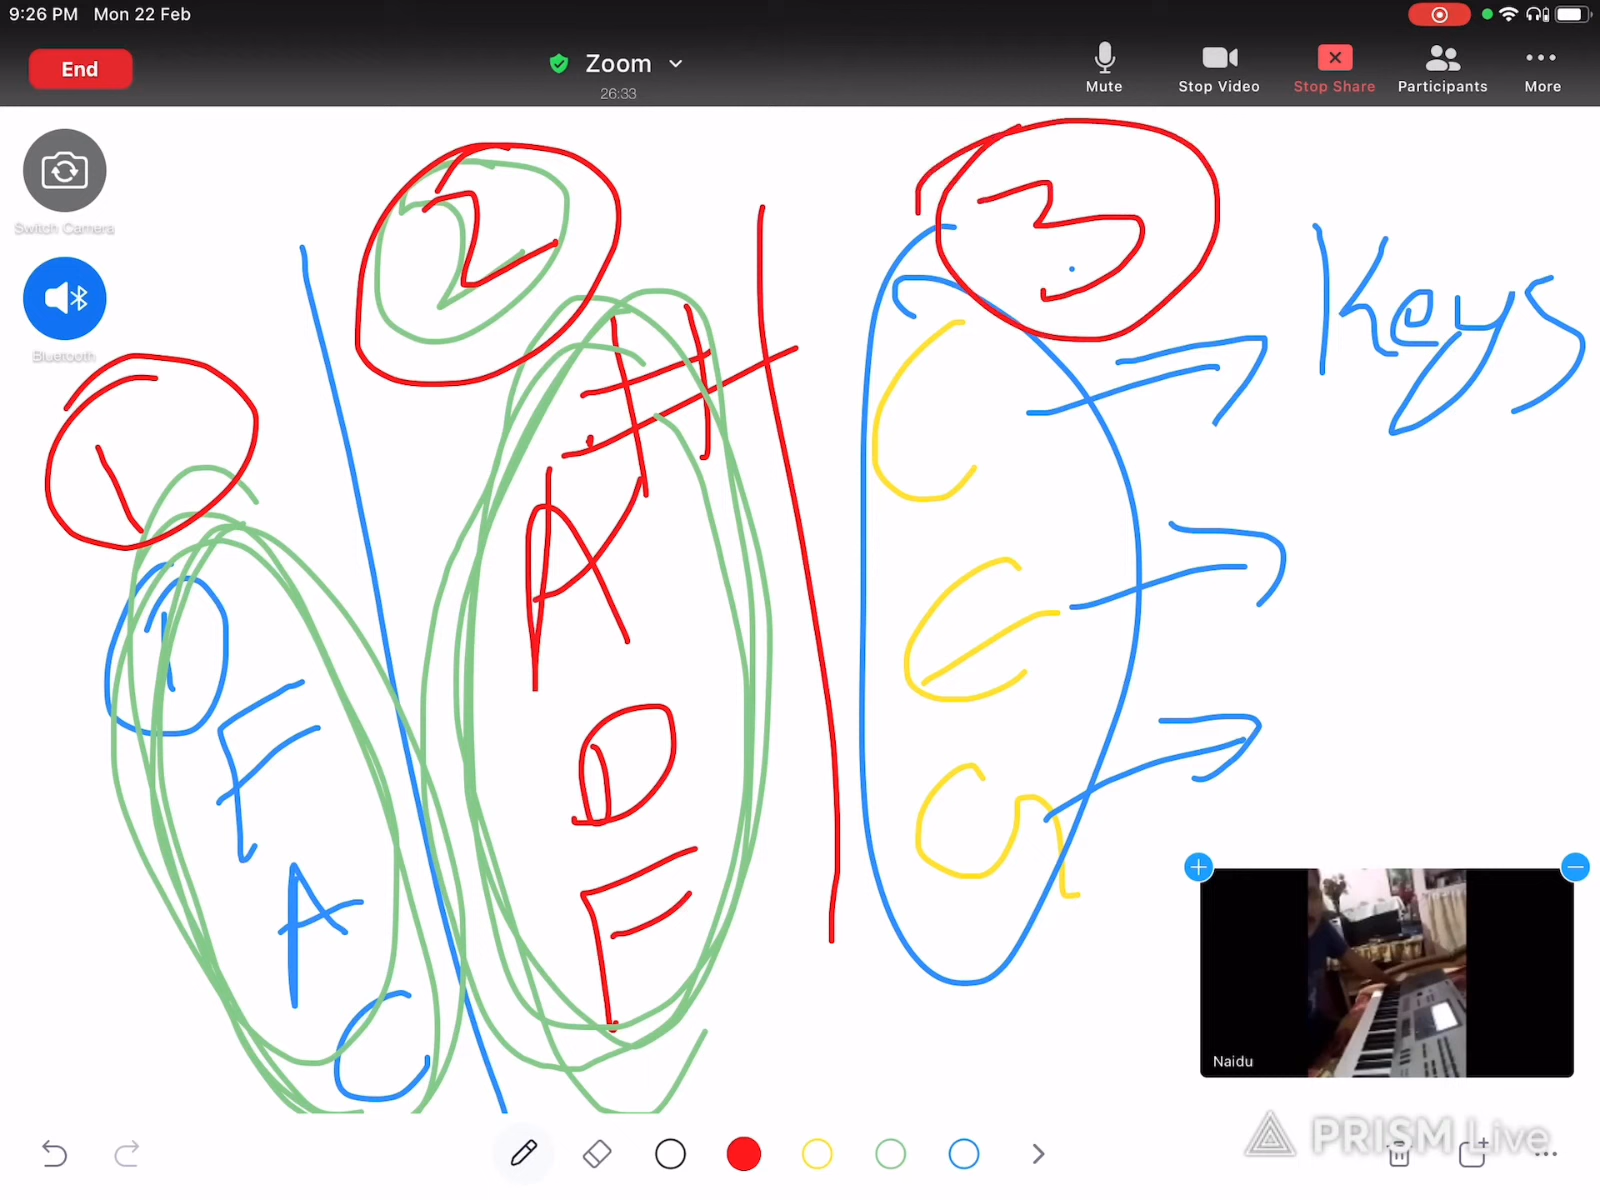 9:26 PM Mon 22 Feb
End
Zoom
26:33
Mute
Stop Video
Stop Share
Participants
More
Switch Camera
Bluetooth
1
F
A
C
2
#
A
D
F
3
Keys
C
E
G
Naidu
PRISM Live